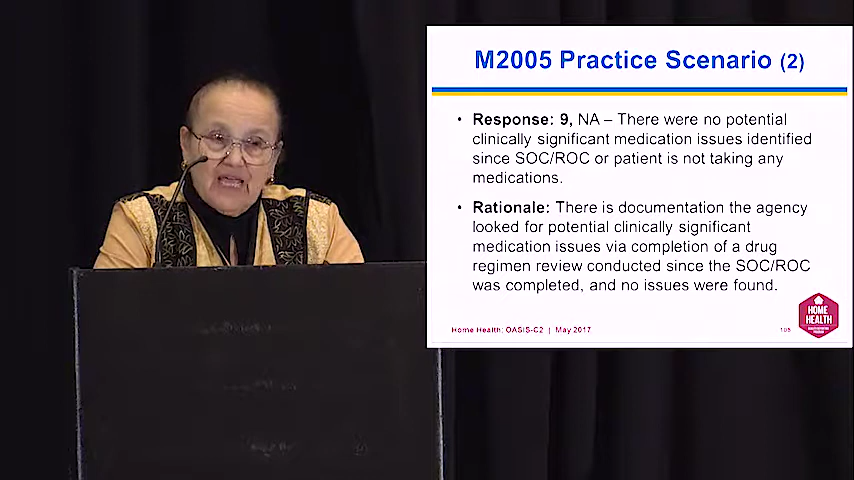 M2005 Practice Scenario (2)
• Response: 9, NA – There were no potential
clinically significant medication issues identified
since SOC/ROC or patient is not taking any
medications.
• Rationale: There is documentation the agency
looked for potential clinically significant
medication issues via completion of a drug
regimen review conducted since the SOC/ROC
was completed, and no issues were found.
Home Health: OASIS-C2 | May 2017
HOME
HEALTH